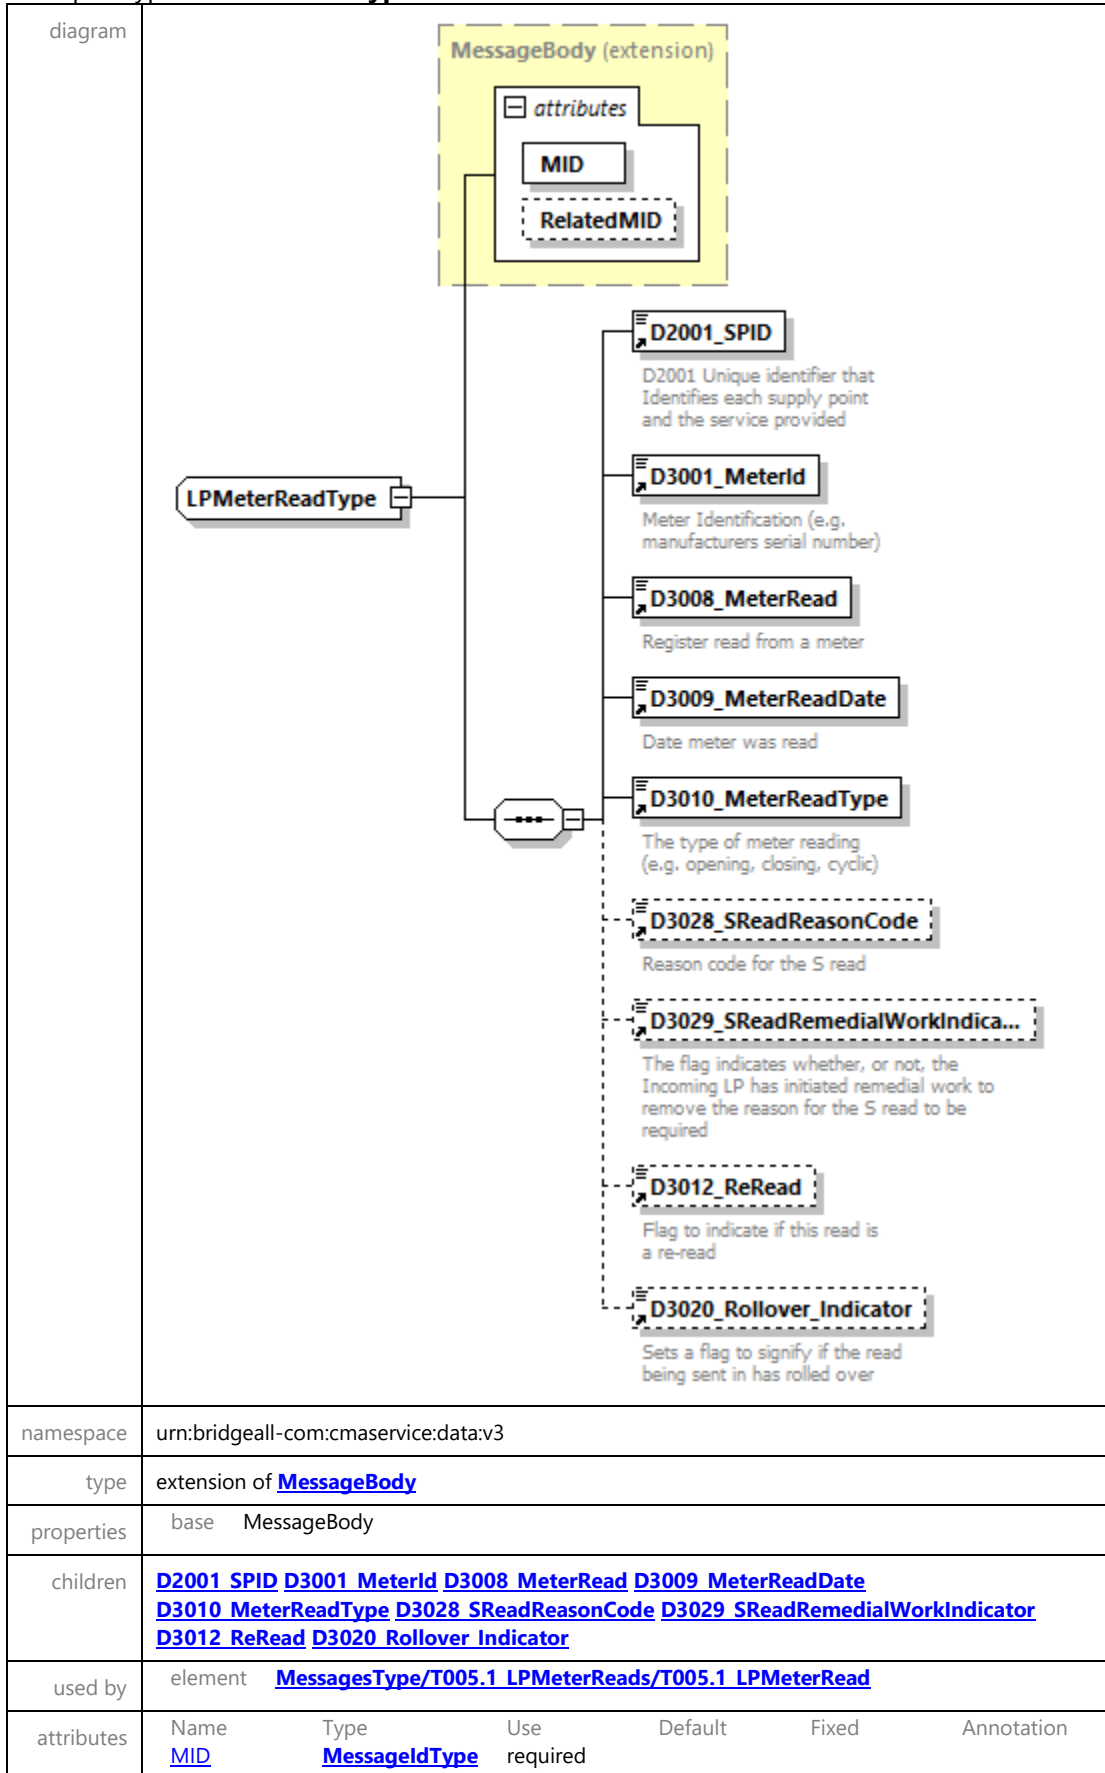 diagram
MessageBody (extension)
attributes
MID
RelatedMID
D2001_SPID
D2001 Unique identifier that
Identifies each supply point
and the service provided
LPMeterReadType
D3001_MeterId
Meter Identification (e.g.
manufacturers serial number)
D3008_MeterRead
Register read from a meter
D3009_MeterReadDate
Date meter was read
D3010_MeterReadType
The type of meter reading
(e.g. opening, closing, cyclic)
D3028_SReadReasonCode
Reason code for the S read
D3029_SReadRemedialWorkIndica...
The flag indicates whether, or not, the
Incoming LP has initiated remedial work to
remove the reason for the S read to be
required
D3012_ReRead
Flag to indicate if this read is
a re-read
D3020_Rollover_Indicator
Sets a flag to signify if the read
being sent in has rolled over
namespace urn:bridgeall-com:cmaservice:data:v3
type extension of MessageBody
properties base MessageBody
children D2001_SPID D3001_MeterId D3008_MeterRead D3009_MeterReadDate
D3010_MeterReadType D3028_SReadReasonCode D3029_SReadRemedialWorkIndicator
D3012_ReRead D3020_Rollover_Indicator
used by element MessagesType/T005.1_LPMeterReads/T005.1_LPMeterRead
attributes Name Type Use Default Fixed Annotation
MID MessageIdType required